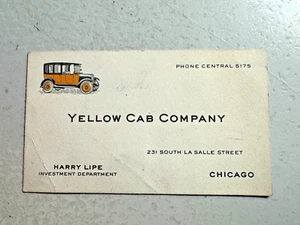 PHONE CENTRAL 5175
YELLOW CAB COMPANY
231 SOUTH LA SALLE STREET
HARRY LIPE
INVESTMENT DEPARTMENT
CHICAGO